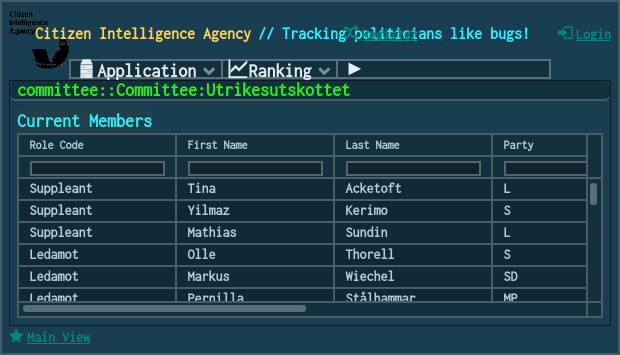 Citizen
Intelligence
Agency
Citizen Intelligence Agency // Tracking politicians like bugs!
Register
Login
Application
Ranking
committee::Committee:Utrikesutskottet
Current Members
Role Code First Name Last Name Party
Suppleant Tina Acketoft L
Suppleant Yilmaz Kerimo S
Suppleant Mathias Sundin L
Ledamot Olle Thorell S
Ledamot Markus Wiechel SD
Ledamot Pernilla Stålhammar MP
Main View